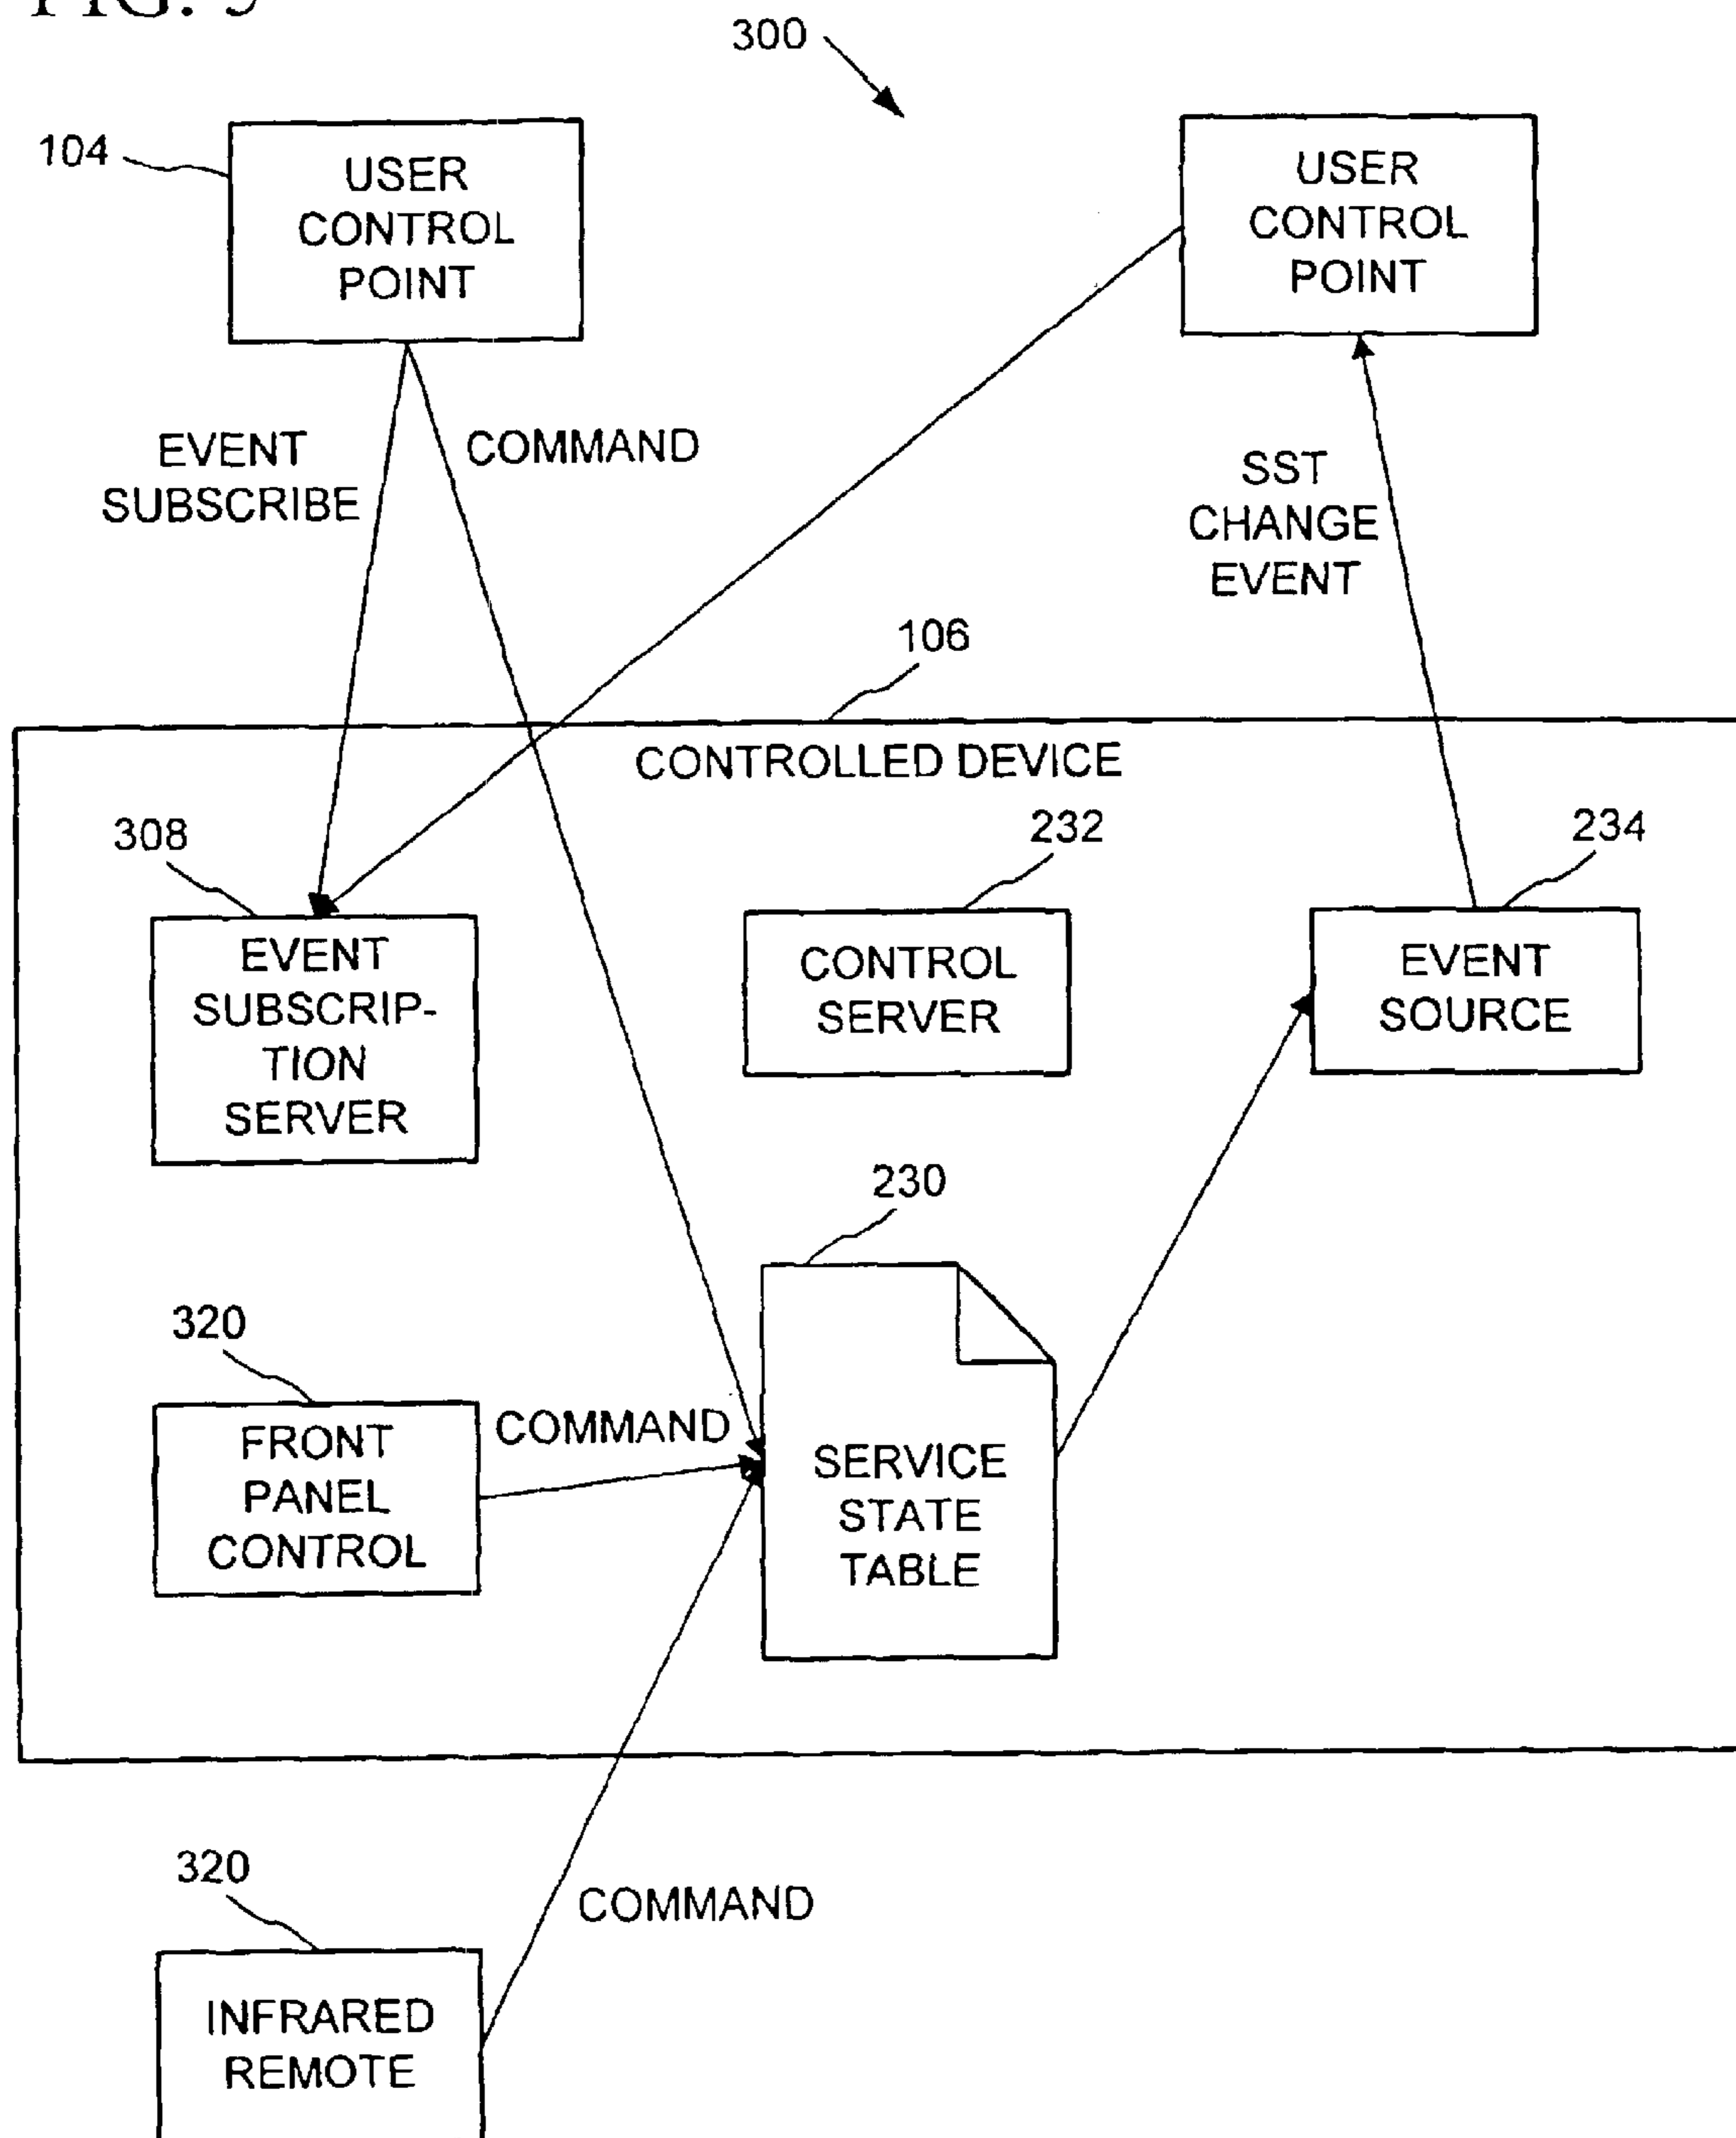 300
104
USER
CONTROL
POINT
USER
CONTROL
POINT
EVENT
SUBSCRIBE
COMMAND
SST
CHANGE
EVENT
106
CONTROLLED DEVICE
308
232
234
EVENT
SUBSCRIP-
TION
SERVER
CONTROL
SERVER
EVENT
SOURCE
230
320
FRONT
PANEL
CONTROL
COMMAND
SERVICE
STATE
TABLE
320
COMMAND
INFRARED
REMOTE